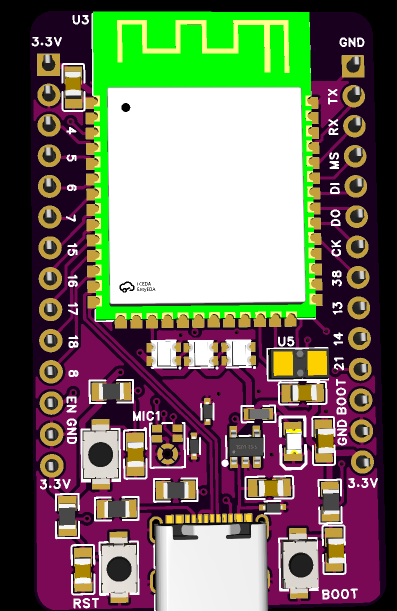 U3
3.3V
GND
TX
4
RX
5
MS
6
DI
7
DO
15
CK
16
38
17
13
18
14
8
21
EN
BOOT
GND
GND
3.3V
3.3V
JLCEDA
EasyEDA
U5
MIC1
RST
BOOT